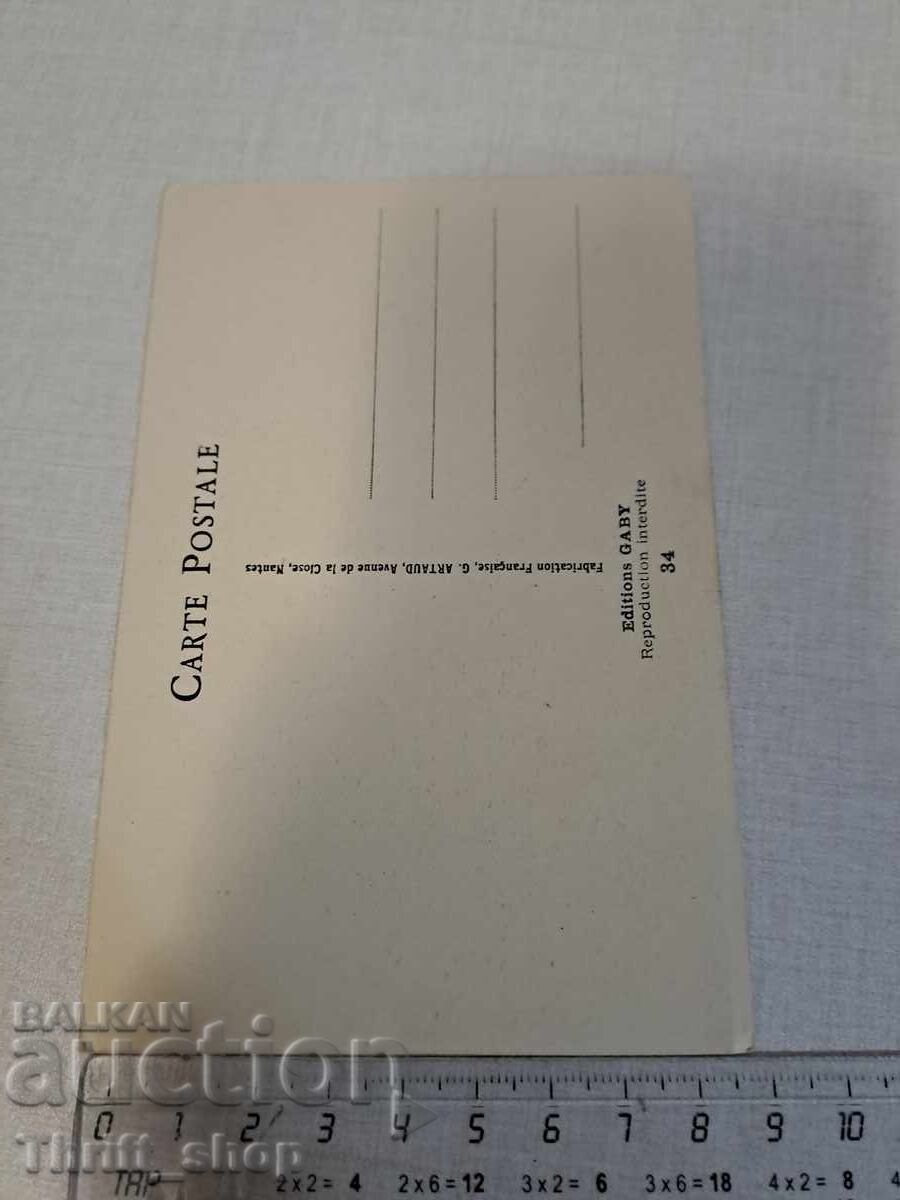 CARTE POSTALE
Fabrication Française, G. ARTAUD, Avenue de la Close, Nantes
Editions GABY
Reproduction interdite
34
BALKAN
auction
Thrift_shop
0 1 2 3 4 5 6 7 8 9 10
TAP
2 x 2 = 4 2 x 6 = 12 3 x 2 = 6 3 x 6 = 18 4 x 2 = 8 4